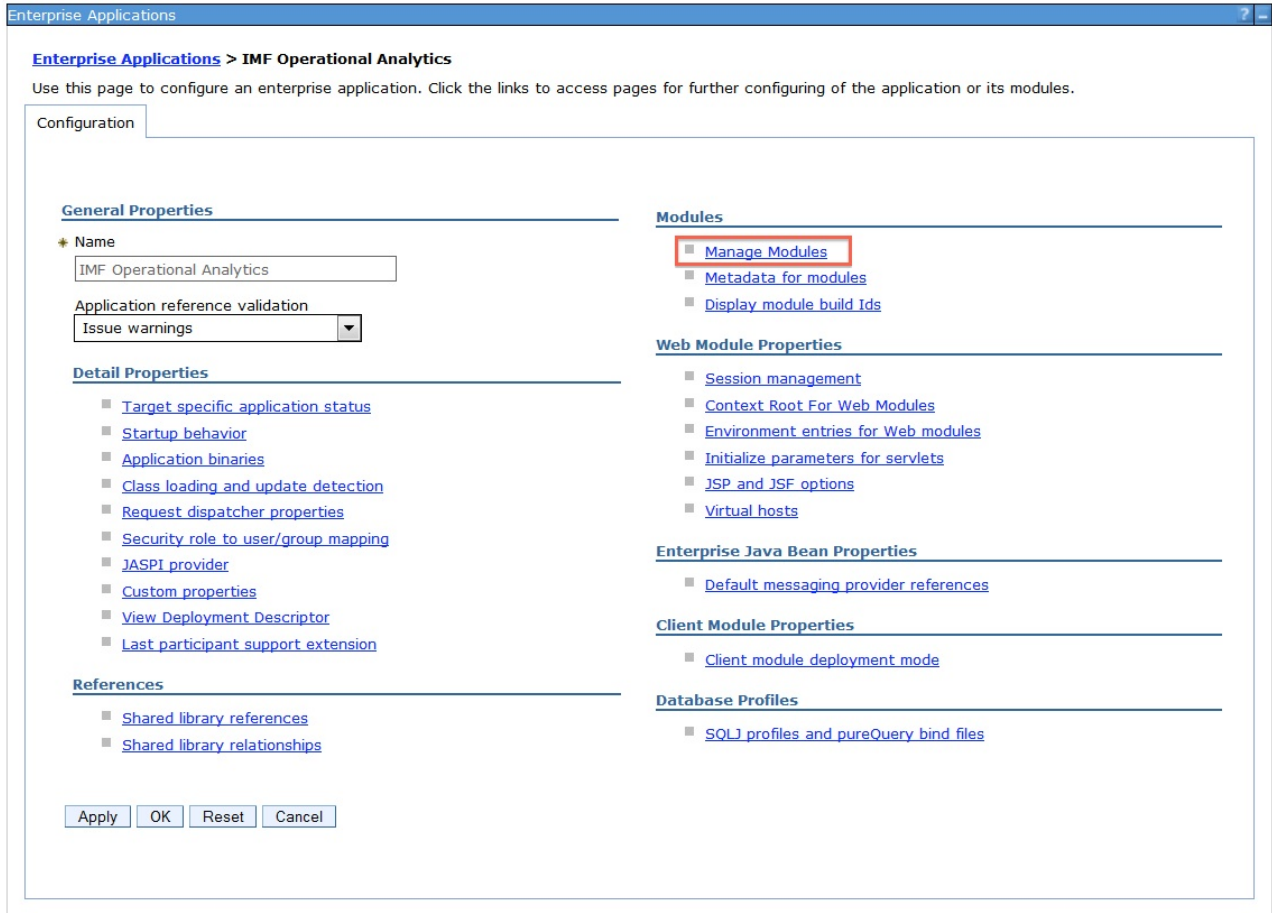 Enterprise Applications
? –
Enterprise Applications > IMF Operational Analytics
Use this page to configure an enterprise application. Click the links to access pages for further configuring of the application or its modules.
Configuration
General Properties
Name
IMF Operational Analytics
Application reference validation
Issue warnings
Detail Properties
Target specific application status
Startup behavior
Application binaries
Class loading and update detection
Request dispatcher properties
Security role to user/group mapping
JASPI provider
Custom properties
View Deployment Descriptor
Last participant support extension
References
Shared library references
Shared library relationships
Modules
Manage Modules
Metadata for modules
Display module build Ids
Web Module Properties
Session management
Context Root For Web Modules
Environment entries for Web modules
Initialize parameters for servlets
JSP and JSF options
Virtual hosts
Enterprise Java Bean Properties
Default messaging provider references
Client Module Properties
Client module deployment mode
Database Profiles
SQLJ profiles and pureQuery bind files
Apply OK Reset Cancel